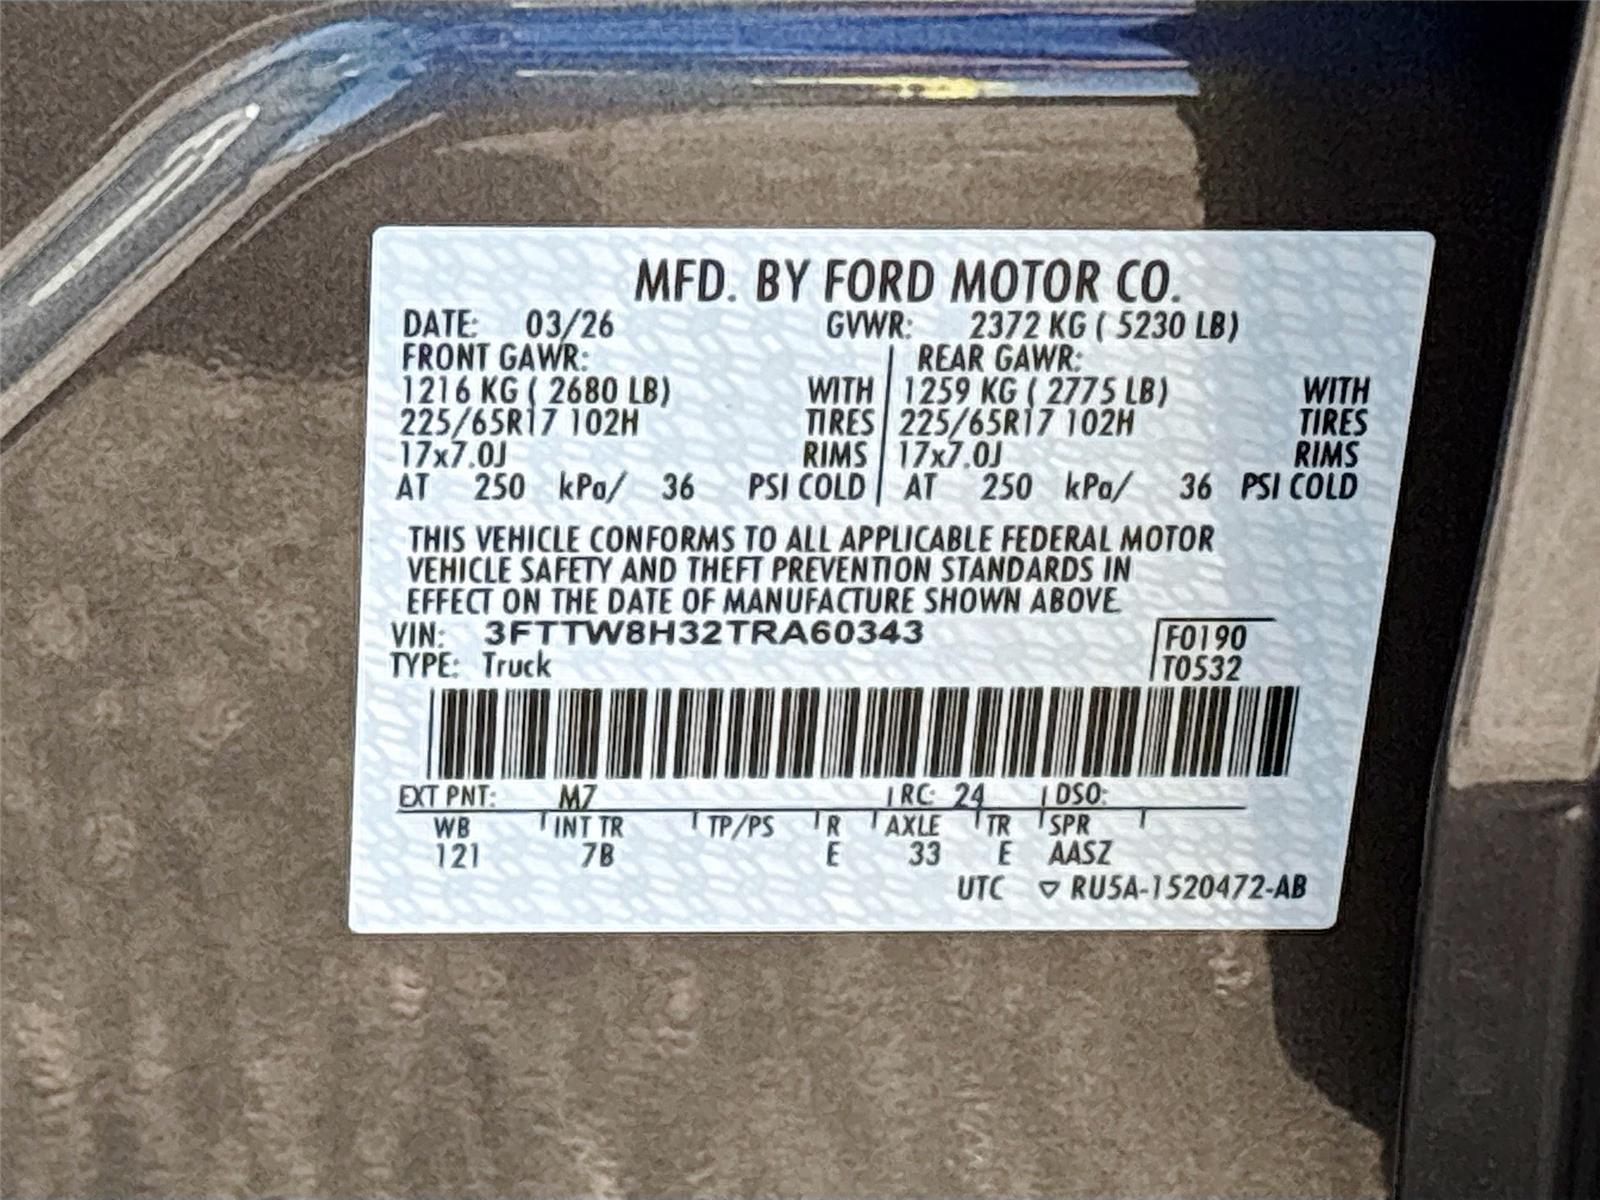 MFD. BY FORD MOTOR CO.
DATE: 03/26 GVWR: 2372 KG ( 5230 LB)
FRONT GAWR: REAR GAWR:
1216 KG ( 2680 LB) WITH 1259 KG ( 2775 LB) WITH
225/65R17 102H TIRES 225/65R17 102H TIRES
17x7.0J RIMS 17x7.0J RIMS
AT 250 kPa/ 36 PSI COLD AT 250 kPa/ 36 PSI COLD
THIS VEHICLE CONFORMS TO ALL APPLICABLE FEDERAL MOTOR
VEHICLE SAFETY AND THEFT PREVENTION STANDARDS IN
EFFECT ON THE DATE OF MANUFACTURE SHOWN ABOVE.
VIN: 3FTTW8H32TRA60343 F0190
TYPE: Truck T0532
EXT PNT: M7 RC: 24 DSO:
WB INT TR TP/PS R AXLE TR SPR
121 7B E 33 E AASZ
UTC ▽ RU5A-1520472-AB